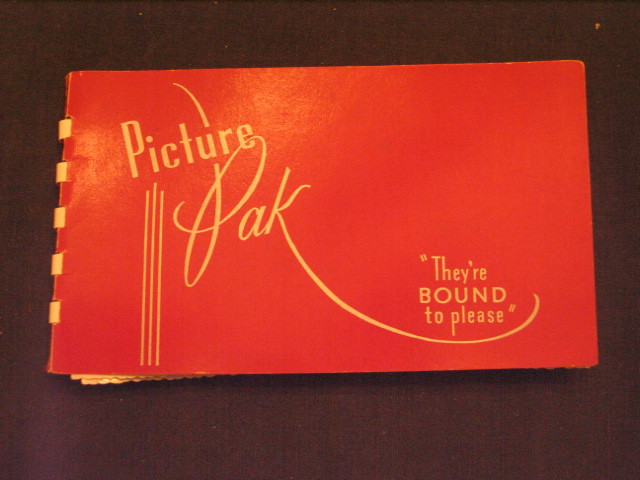 Picture
Pak
"They're
BOUND
to please"